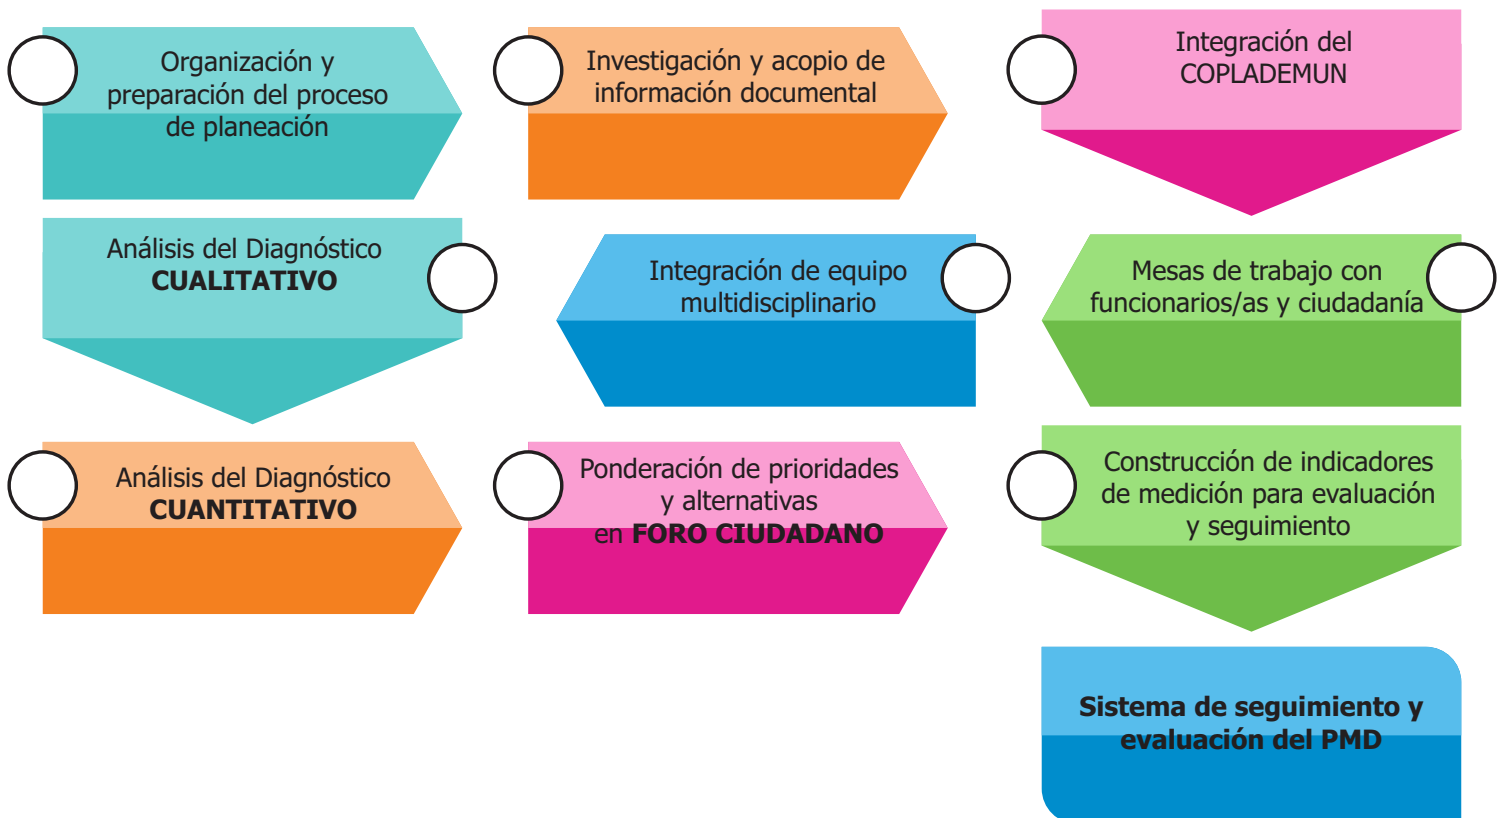 Organización y
preparación del proceso
de planeación
Investigación y acopio de
información documental
Integración del
COPLADEMUN
Mesas de trabajo con
funcionarios/as y ciudadanía
Integración de equipo
multidisciplinario
Análisis del Diagnóstico
CUALITATIVO
Análisis del Diagnóstico
CUANTITATIVO
Ponderación de prioridades
y alternativas
en FORO CIUDADANO
Construcción de indicadores
de medición para evaluación
y seguimiento
Sistema de seguimiento y
evaluación del PMD